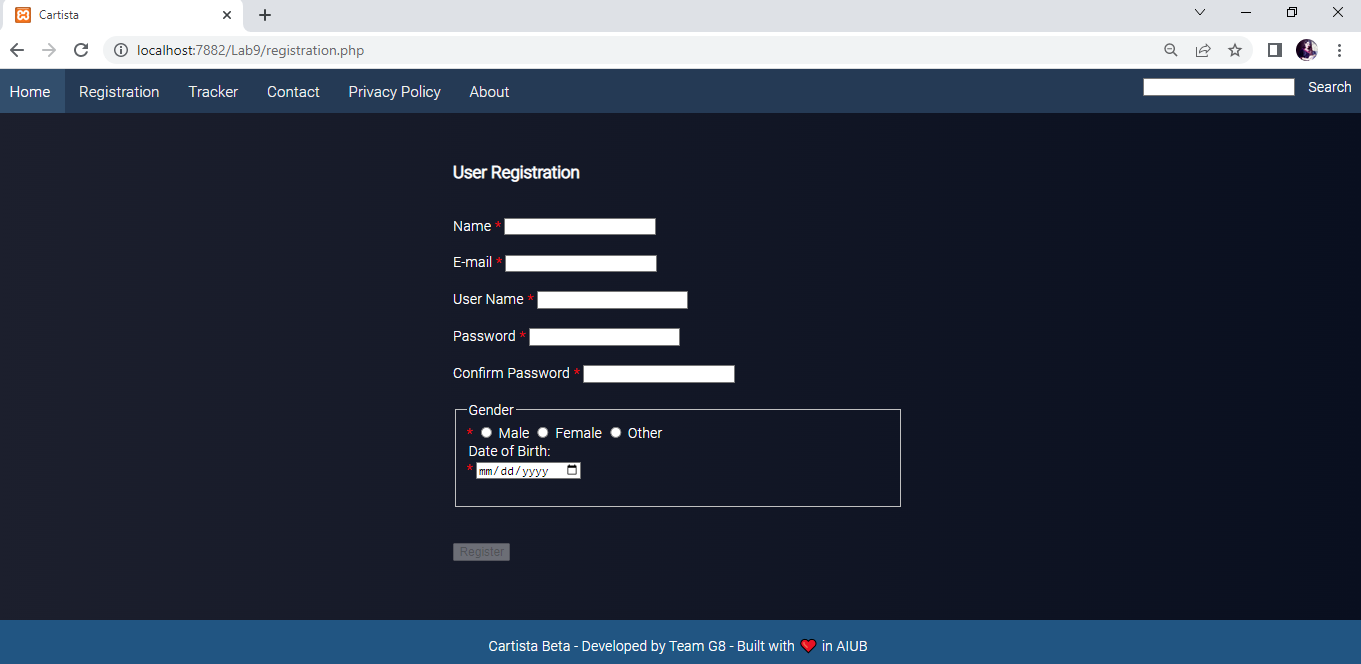 Cartista
localhost:7882/Lab9/registration.php
Home Registration Tracker Contact Privacy Policy About Search
User Registration
Name *
E-mail *
User Name *
Password *
Confirm Password *
Gender
* Male Female Other
Date of Birth:
* mm/dd/yyyy
Register
Cartista Beta - Developed by Team G8 - Built with ❤️ in AIUB